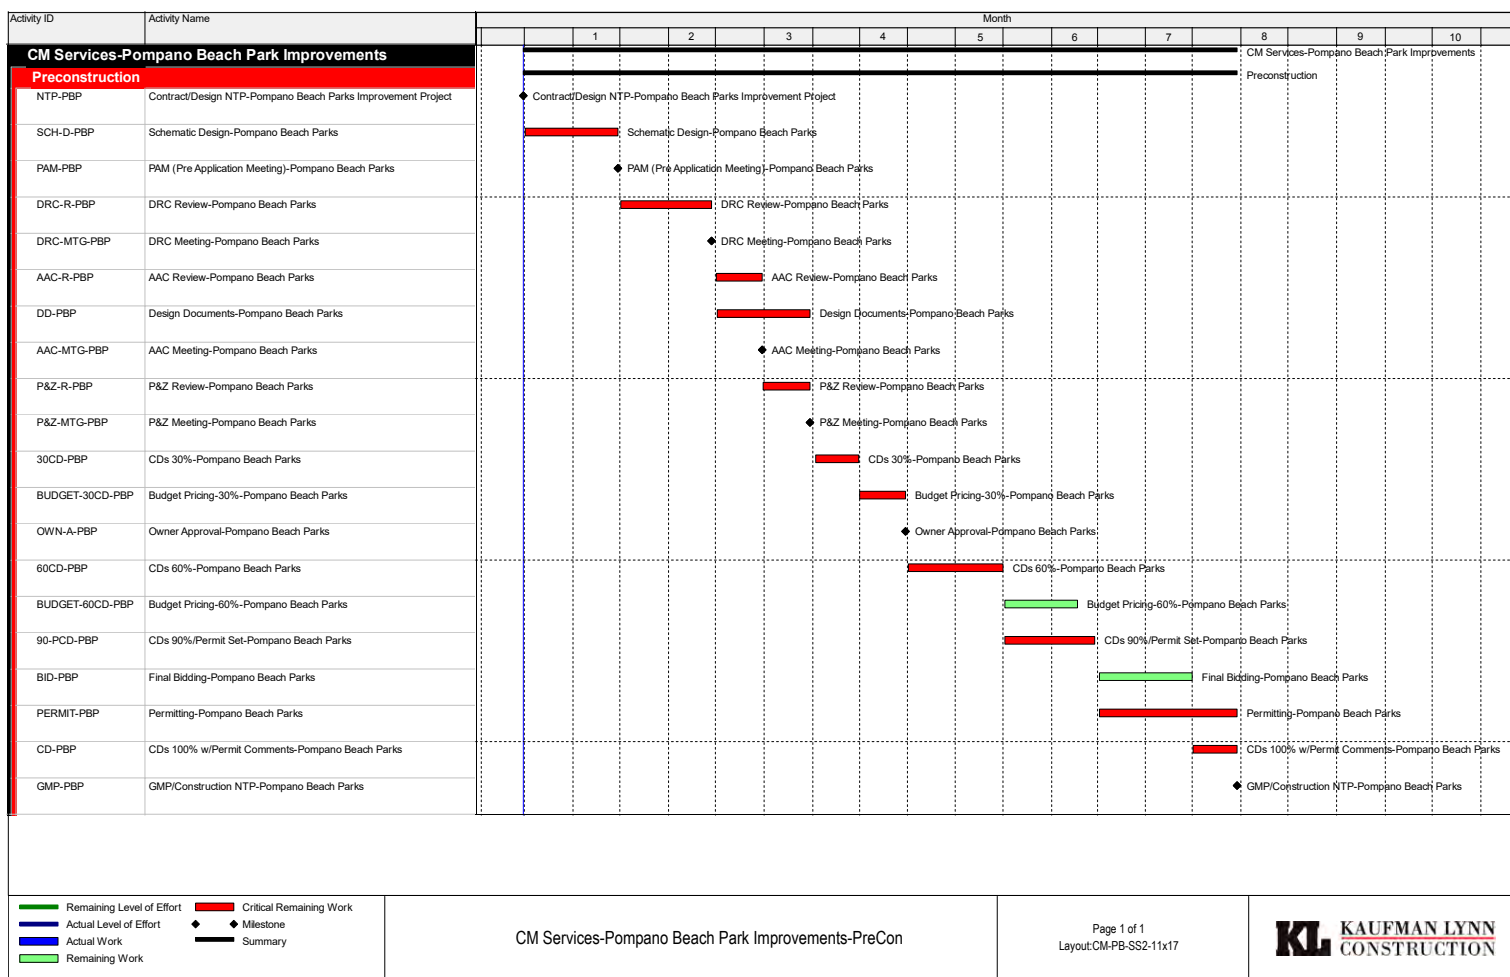 Activity ID Activity Name Month
1 2 3 4 5 6 7 8 9 10
CM Services-Pompano Beach Park Improvements CM Services-Pompano Beach Park Improvements
Preconstruction Preconstruction
NTP-PBP Contract/Design NTP-Pompano Beach Parks Improvement Project Contract/Design NTP-Pompano Beach Parks Improvement Project
SCH-D-PBP Schematic Design-Pompano Beach Parks Schematic Design-Pompano Beach Parks
PAM-PBP PAM (Pre Application Meeting)-Pompano Beach Parks PAM (Pre Application Meeting)-Pompano Beach Parks
DRC-R-PBP DRC Review-Pompano Beach Parks DRC Review-Pompano Beach Parks
DRC-MTG-PBP DRC Meeting-Pompano Beach Parks DRC Meeting-Pompano Beach Parks
AAC-R-PBP AAC Review-Pompano Beach Parks AAC Review-Pompano Beach Parks
DD-PBP Design Documents-Pompano Beach Parks Design Documents-Pompano Beach Parks
AAC-MTG-PBP AAC Meeting-Pompano Beach Parks AAC Meeting-Pompano Beach Parks
P&Z-R-PBP P&Z Review-Pompano Beach Parks P&Z Review-Pompano Beach Parks
P&Z-MTG-PBP P&Z Meeting-Pompano Beach Parks P&Z Meeting-Pompano Beach Parks
30CD-PBP CDs 30%-Pompano Beach Parks CDs 30%-Pompano Beach Parks
BUDGET-30CD-PBP Budget Pricing-30%-Pompano Beach Parks Budget Pricing-30%-Pompano Beach Parks
OWN-A-PBP Owner Approval-Pompano Beach Parks Owner Approval-Pompano Beach Parks
60CD-PBP CDs 60%-Pompano Beach Parks CDs 60%-Pompano Beach Parks
BUDGET-60CD-PBP Budget Pricing-60%-Pompano Beach Parks Budget Pricing-60%-Pompano Beach Parks
90-PCD-PBP CDs 90%/Permit Set-Pompano Beach Parks CDs 90%/Permit Set-Pompano Beach Parks
BID-PBP Final Bidding-Pompano Beach Parks Final Bidding-Pompano Beach Parks
PERMIT-PBP Permitting-Pompano Beach Parks Permitting-Pompano Beach Parks
CD-PBP CDs 100% w/Permit Comments-Pompano Beach Parks CDs 100% w/Permit Comments-Pompano Beach Parks
GMP-PBP GMP/Construction NTP-Pompano Beach Parks GMP/Construction NTP-Pompano Beach Parks
Remaining Level of Effort Critical Remaining Work
Actual Level of Effort Milestone
Actual Work Summary
Remaining Work
CM Services-Pompano Beach Park Improvements-PreCon
Page 1 of 1
Layout:CM-PB-SS2-11x17
KL KAUFMAN LYNN
CONSTRUCTION